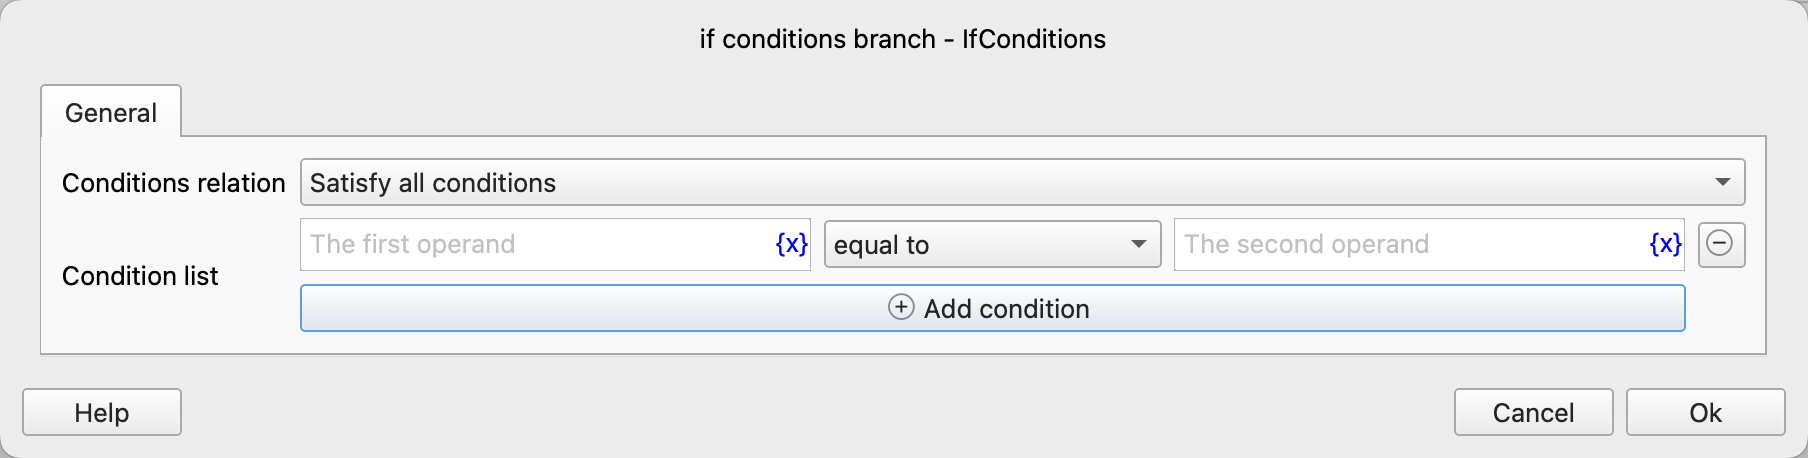 if conditions branch - IfConditions
General
Conditions relation Satisfy all conditions
The first operand {x} equal to The second operand {x}
Condition list
Add condition
Help Cancel Ok